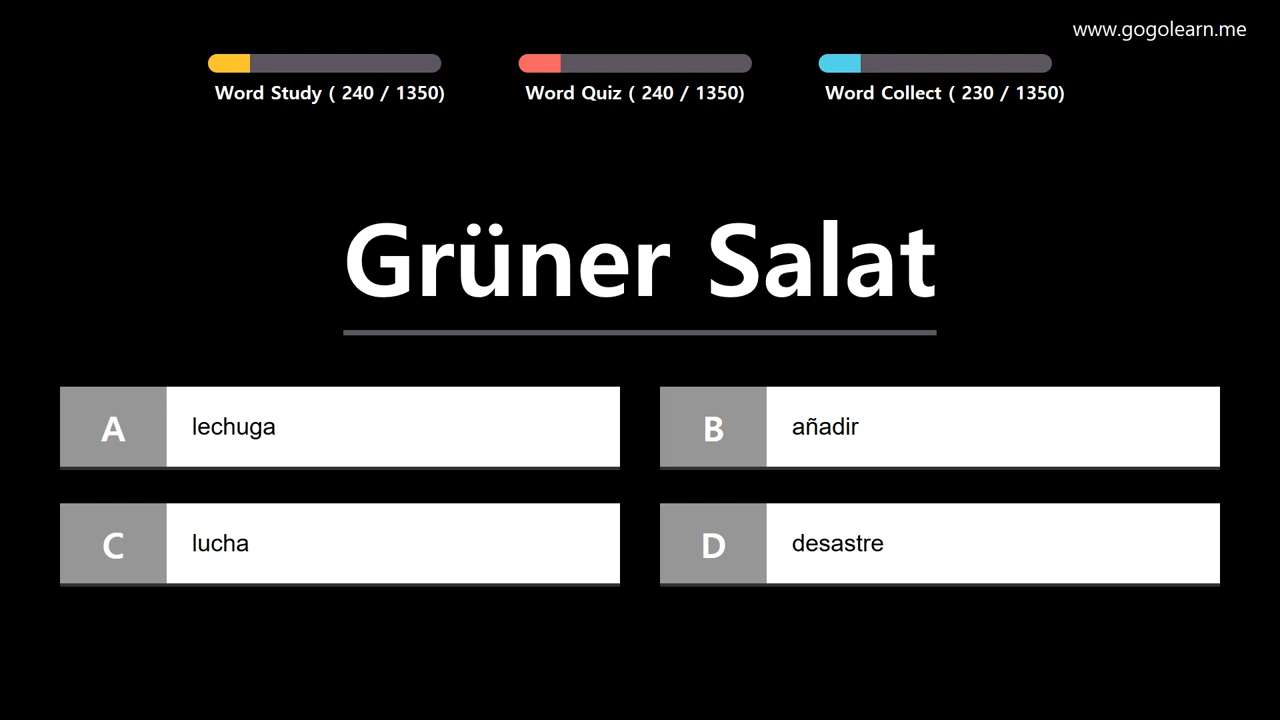 www.gogolearn.me
Word Study ( 240 / 1350)
Word Quiz ( 240 / 1350)
Word Collect ( 230 / 1350)
Grüner Salat
A lechuga
B añadir
C lucha
D desastre